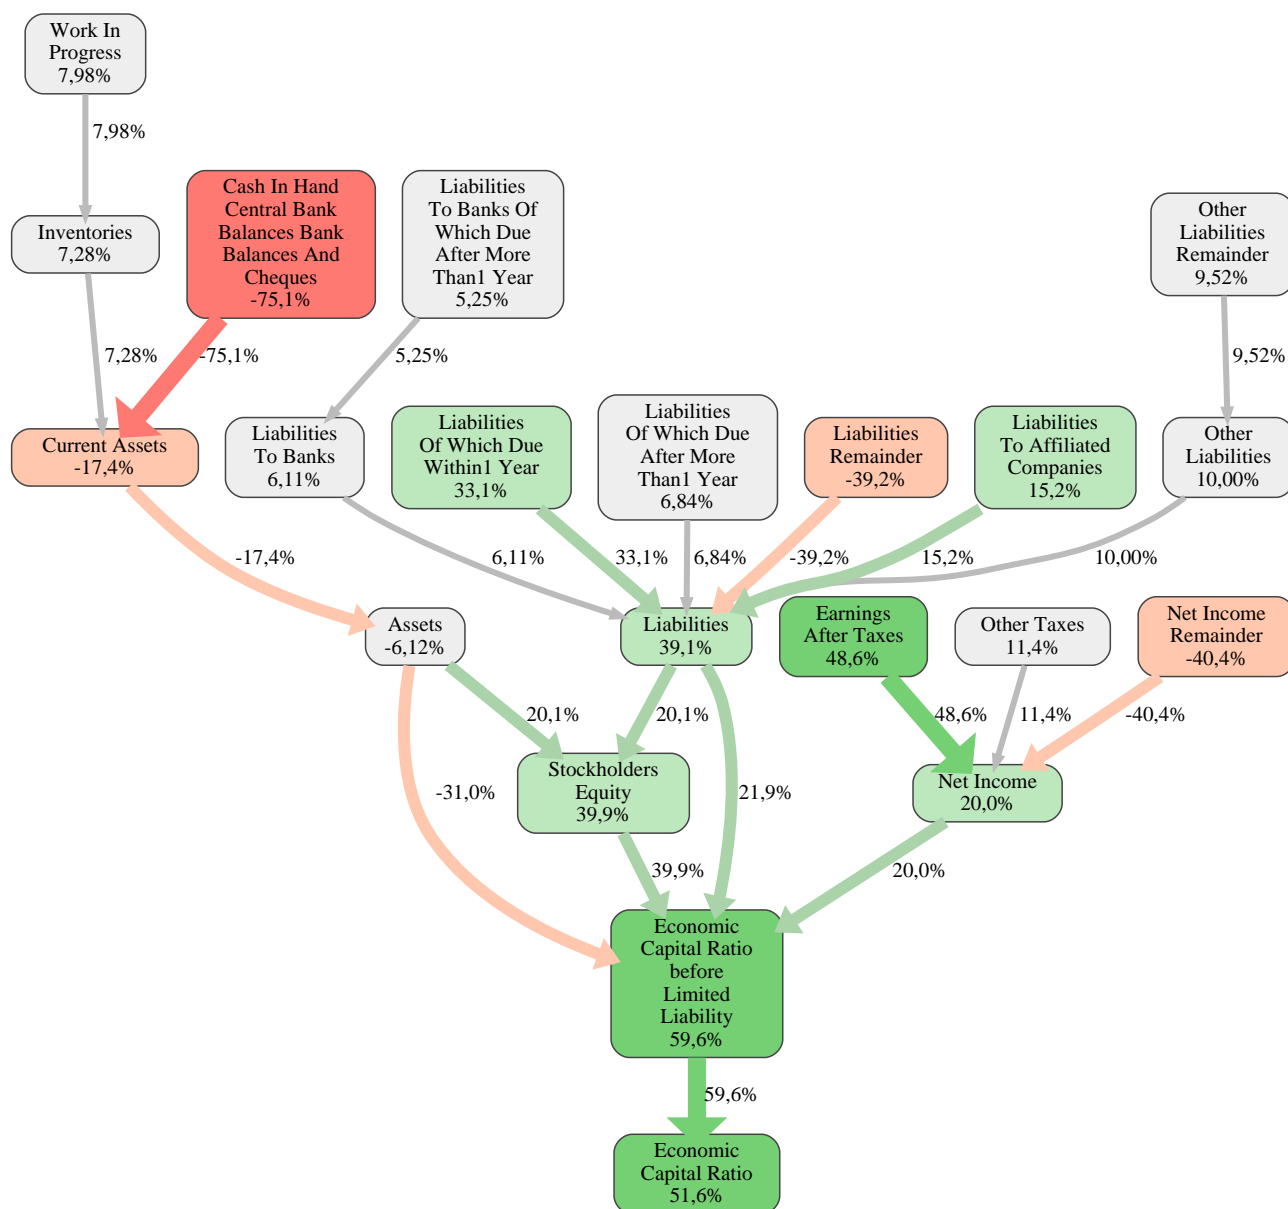 Work In
Progress
7,98%
7,98%
Cash In Hand
Central Bank
Balances Bank
Balances And
Cheques
-75,1%
Liabilities
To Banks Of
Which Due
After More
Than1 Year
5,25%
Other
Liabilities
Remainder
9,52%
Inventories
7,28%
7,28%
-75,1%
5,25%
9,52%
Current Assets
-17,4%
Liabilities
To Banks
6,11%
Liabilities
Of Which Due
Within1 Year
33,1%
Liabilities
Of Which Due
After More
Than1 Year
6,84%
Liabilities
Remainder
-39,2%
Liabilities
To Affiliated
Companies
15,2%
Other
Liabilities
10,00%
-17,4%
6,11%
33,1%
6,84%
-39,2%
15,2%
10,00%
Assets
-6,12%
Liabilities
39,1%
Earnings
After Taxes
48,6%
Other Taxes
11,4%
Net Income
Remainder
-40,4%
20,1%
20,1%
48,6%
11,4%
-40,4%
Stockholders
Equity
39,9%
Net Income
20,0%
-31,0%
21,9%
39,9%
20,0%
Economic
Capital Ratio
before
Limited
Liability
59,6%
59,6%
Economic
Capital Ratio
51,6%